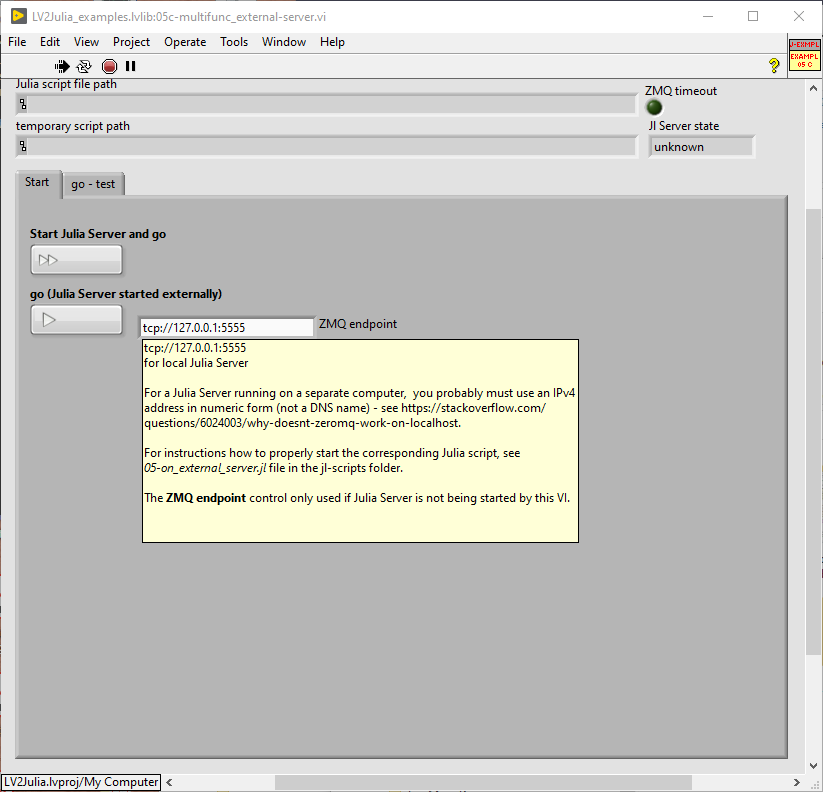 LV2Julia_examples.lvlib:05c-multifunc_external-server.vi
File Edit View Project Operate Tools Window Help
J-EXMPL
EXAMPL
05 C
Julia script file path
ZMQ timeout
temporary script path
Jl Server state
unknown
Start go - test
Start Julia Server and go
go (Julia Server started externally)
tcp://127.0.0.1:5555 ZMQ endpoint
tcp://127.0.0.1:5555
for local Julia Server
For a Julia Server running on a separate computer, you probably must use an IPv4
address in numeric form (not a DNS name) - see https://stackoverflow.com/
questions/6024003/why-doesnt-zeromq-work-on-localhost.
For instructions how to properly start the corresponding Julia script, see
05-on_external_server.jl file in the jl-scripts folder.
The ZMQ endpoint control only used if Julia Server is not being started by this VI.
LV2Julia.lvproj/My Computer